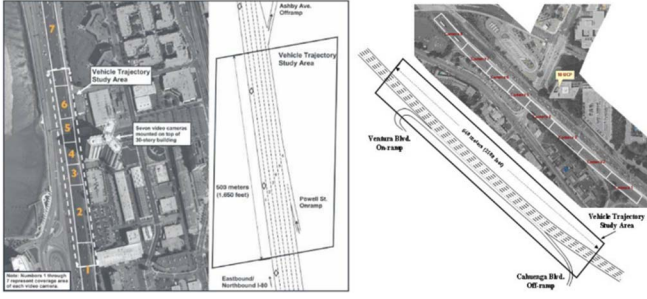 7
Vehicle Trajectory
Study Area
6
5
4
3
2
1
Seven video cameras
mounted on top of
30-story building
Note: Numbers 1 through
7 represent coverage area
of each video camera.
Ashby Ave.
Offramp
Vehicle Trajectory
Study Area
500 meters
(1,650 feet)
Powell St.
Onramp
Eastbound/
Northbound I-80
Ventura Blvd.
On-ramp
Vehicle Trajectory
Study Area
Cahuenga Blvd.
Off-ramp